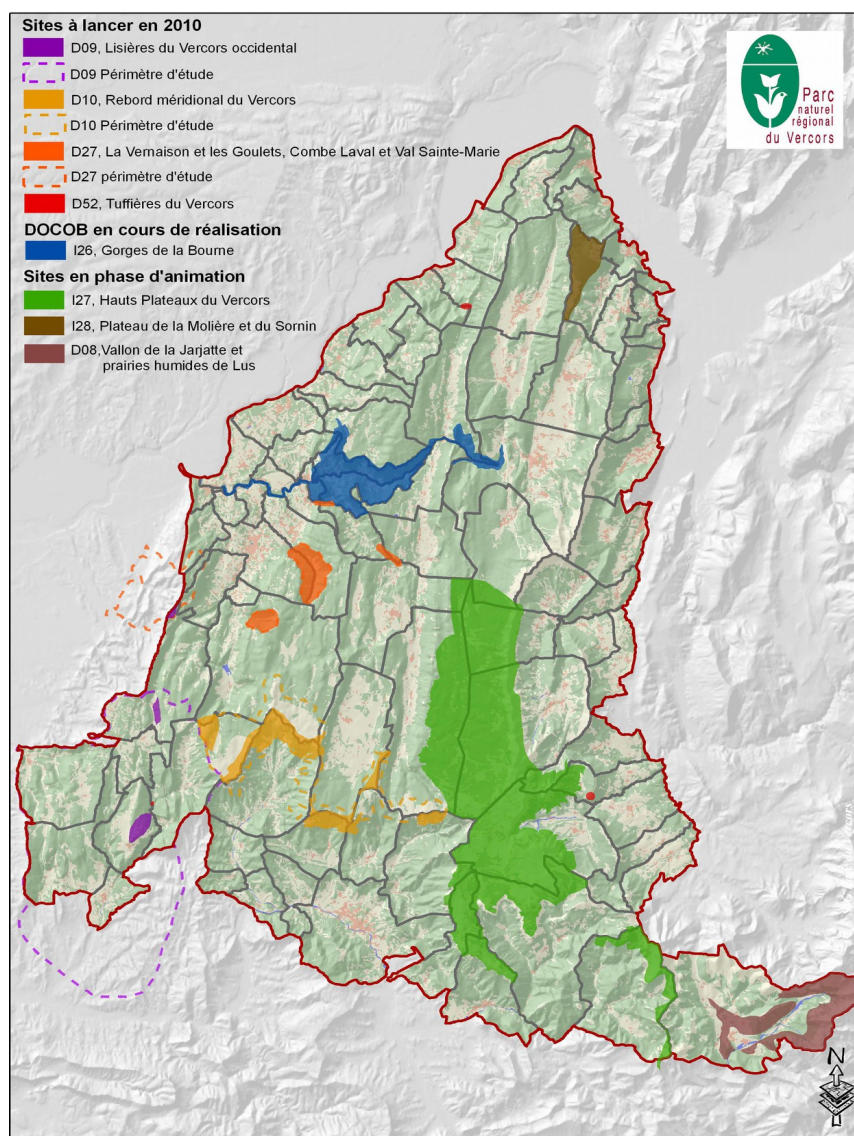 Sites à lancer en 2010
D09, Lisières du Vercors occidental
D09 Périmètre d'étude
D10, Rebord méridional du Vercors
D10 Périmètre d'étude
D27, La Vernaison et les Goulets, Combe Laval et Val Sainte-Marie
D27 périmètre d'étude
D52, Tuffières du Vercors
DOCOB en cours de réalisation
I26, Gorges de la Bourne
Sites en phase d'animation
I27, Hauts Plateaux du Vercors
I28, Plateau de la Molière et du Sornin
D08,Vallon de la Jarjatte et
prairies humides de Lus
Parc
naturel
régional
du Vercors
N